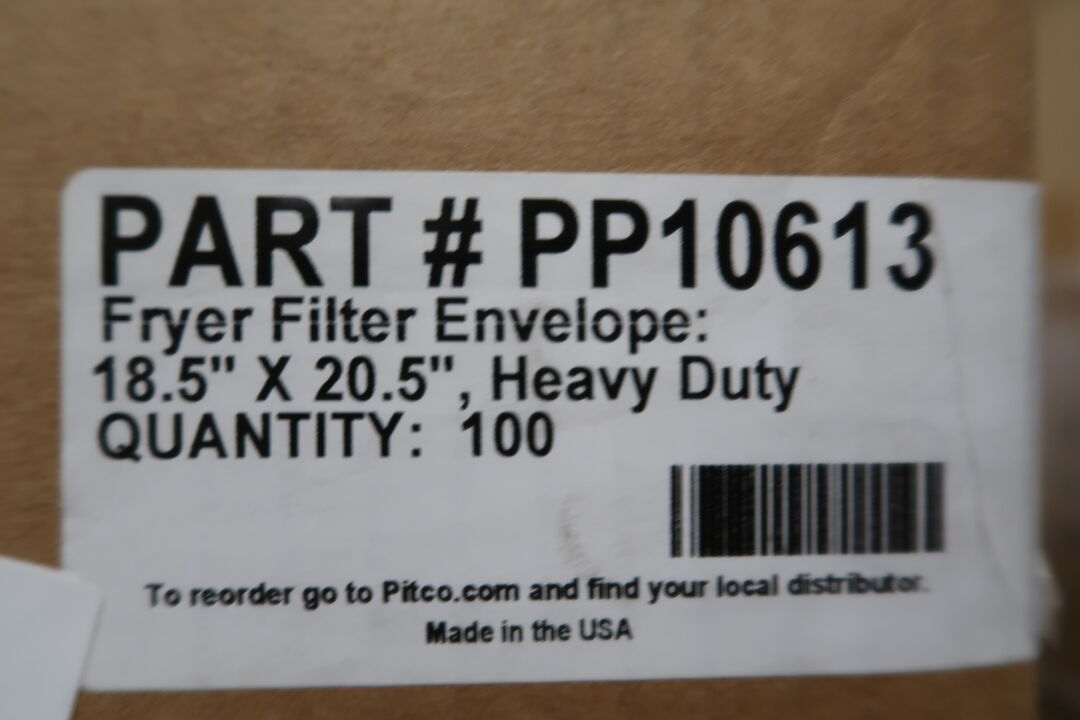 PART # PP10613
Fryer Filter Envelope:
18.5" X 20.5", Heavy Duty
QUANTITY: 100
To reorder go to Pitco.com and find your local distributor.
Made in the USA